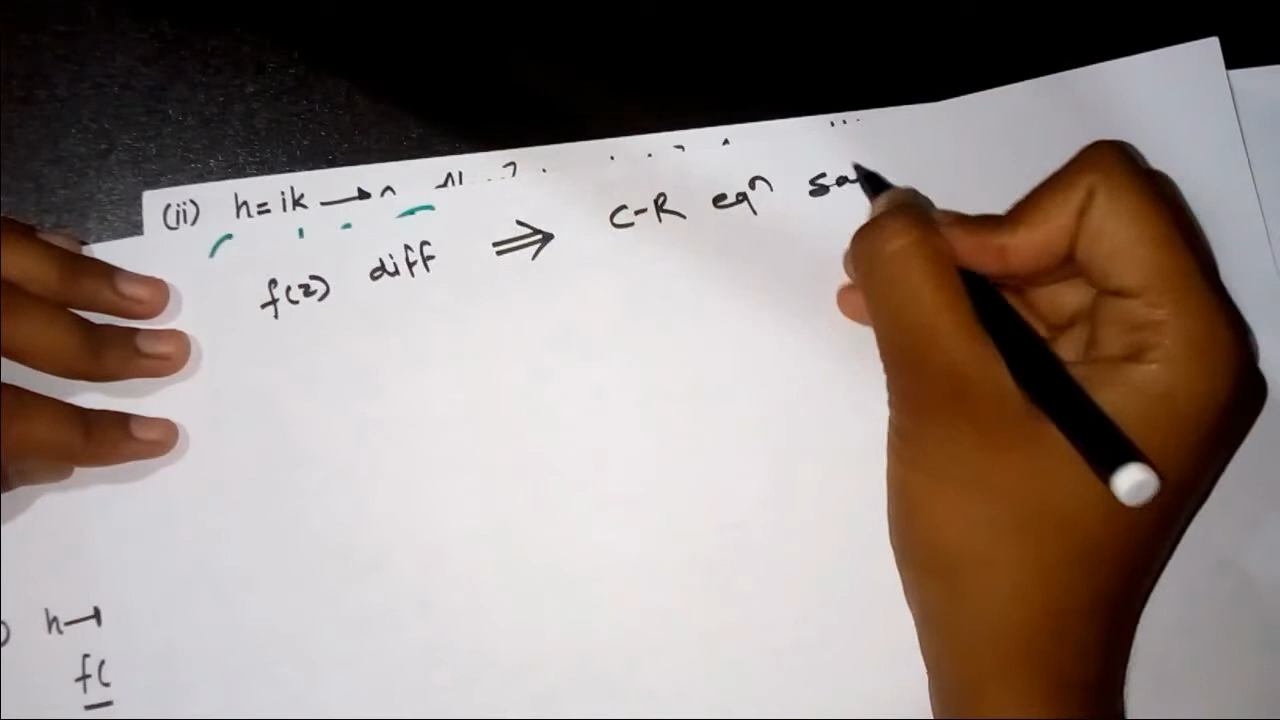 (ii) h=ik →
f(z) diff ⇒ C-R eqn sa
h→
f(